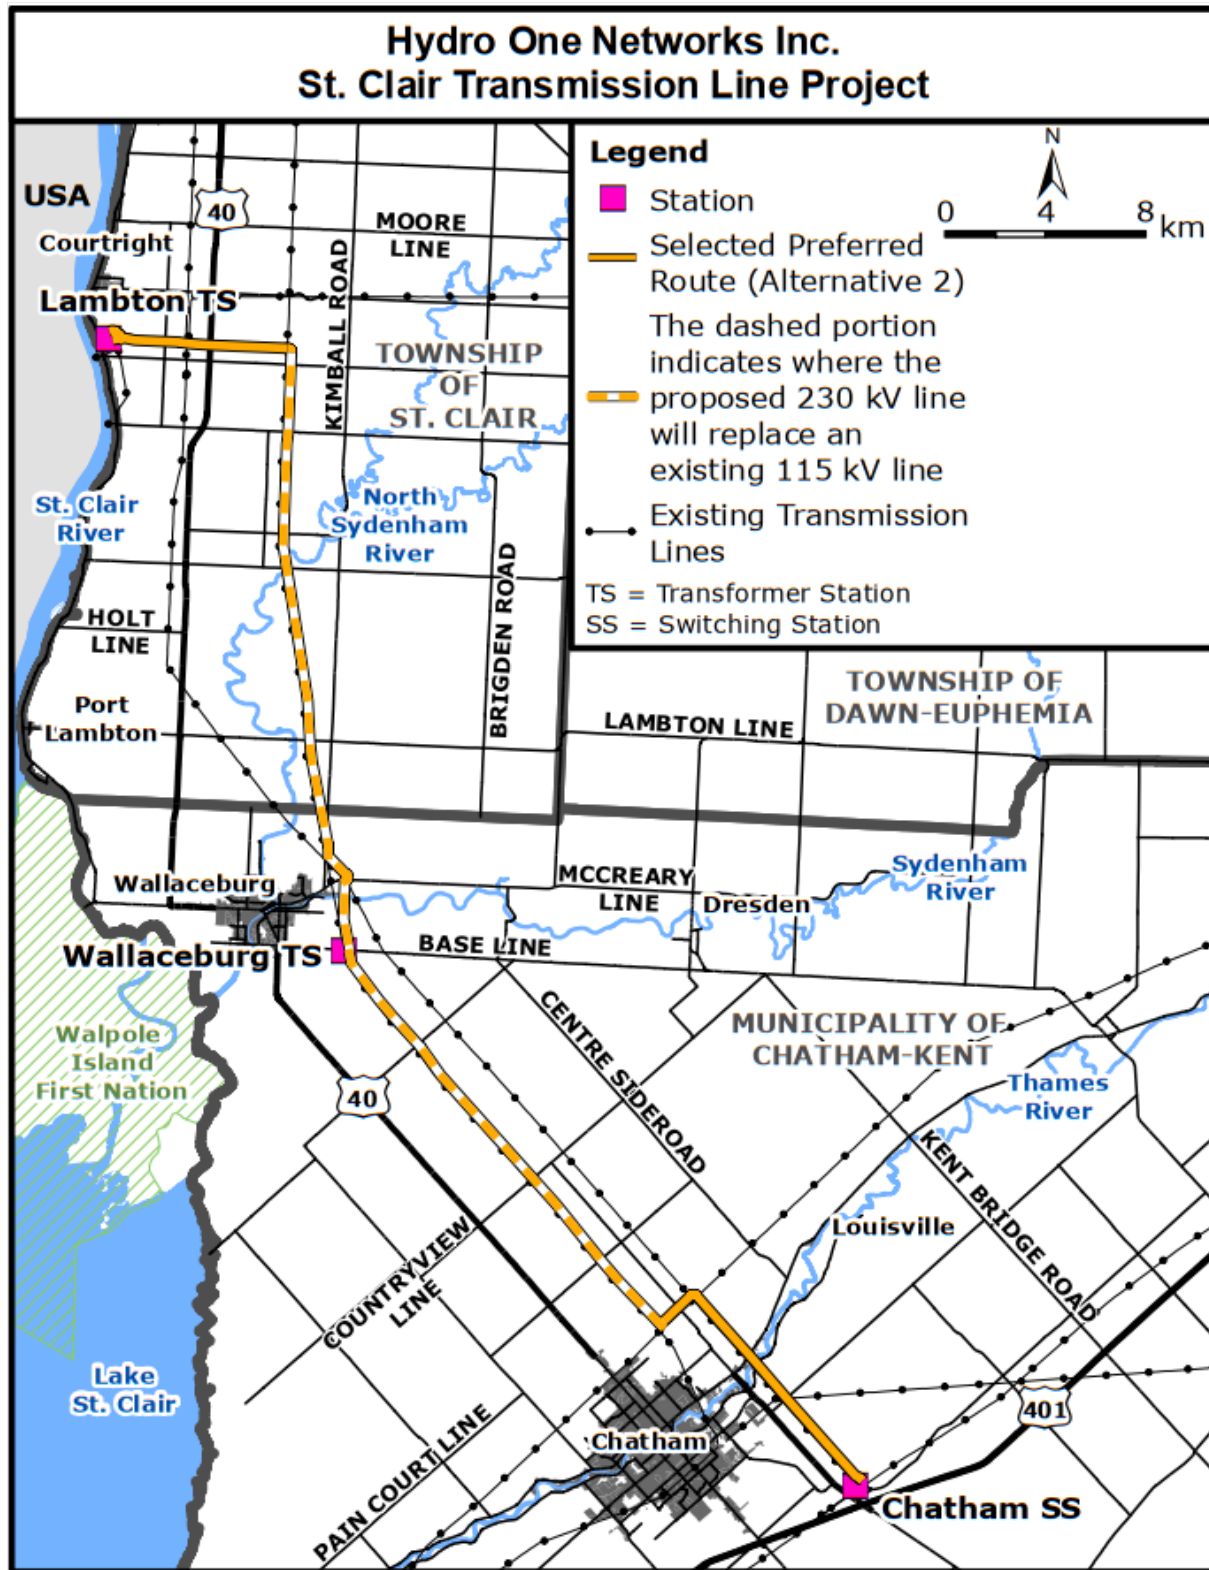 Hydro One Networks Inc.
St. Clair Transmission Line Project
Legend
Station
Selected Preferred
Route (Alternative 2)
The dashed portion
indicates where the
proposed 230 kV line
will replace an
existing 115 kV line
Existing Transmission
Lines
TS = Transformer Station
SS = Switching Station
N
0 4 8 km
USA
40
Courtright
MOORE
LINE
Lambton TS
KIMBALL ROAD
TOWNSHIP
OF
ST. CLAIR
St. Clair
River
North
Sydenham
River
BRIGDEN ROAD
HOLT
LINE
Port
Lambton
TOWNSHIP OF
DAWN-EUPHEMIA
LAMBTON LINE
Wallaceburg
MCCREARY
LINE
Sydenham
River
Dresden
Wallaceburg TS
BASE LINE
CENTRE SIDEROAD
MUNICIPALITY OF
CHATHAM-KENT
Walpole
Island
First Nation
40
Thames
River
KENT BRIDGE ROAD
Louisville
COUNTRYVIEW
LINE
Lake
St. Clair
401
PAIN COURT LINE
Chatham
Chatham SS